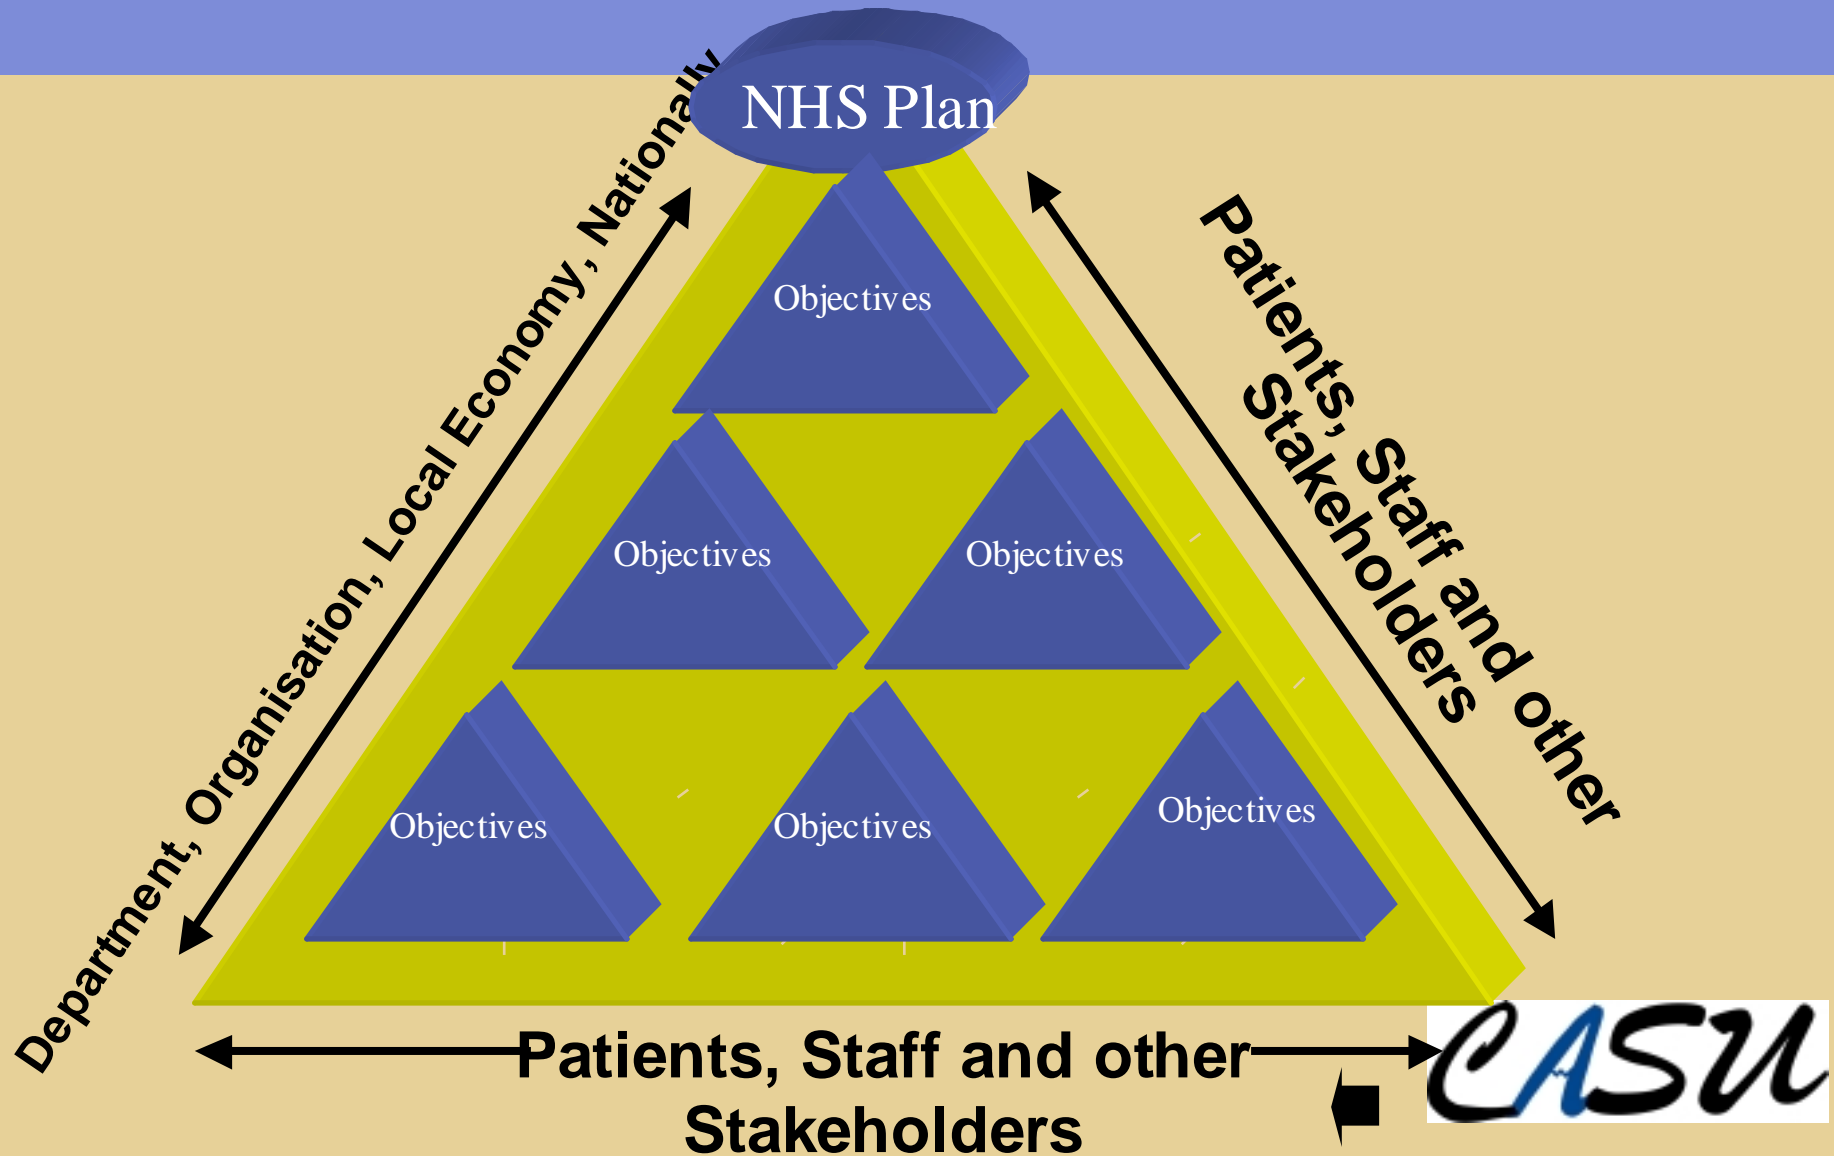 NHS Plan
Department, Organisation, Local Economy, Nationally
Patients, Staff and other
Stakeholders
Objectives
Objectives
Objectives
Objectives
Objectives
Objectives
Patients, Staff and other
Stakeholders
CASU